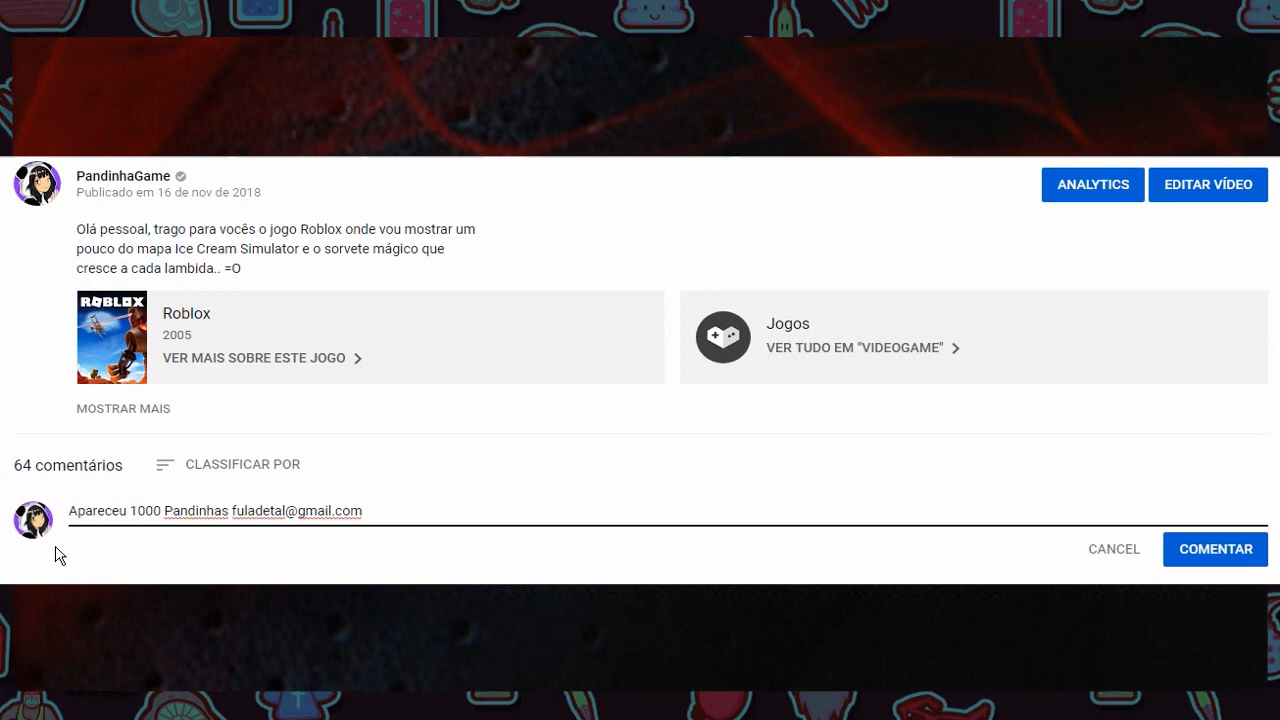 PandinhaGame
Publicado em 16 de nov de 2018
ANALYTICS
EDITAR VÍDEO
Olá pessoal, trago para vocês o jogo Roblox onde vou mostrar um
pouco do mapa Ice Cream Simulator e o sorvete mágico que
cresce a cada lambida.. =O
ROBLOX
Roblox
2005
VER MAIS SOBRE ESTE JOGO
Jogos
VER TUDO EM "VIDEOGAME"
MOSTRAR MAIS
64 comentários
CLASSIFICAR POR
Apareceu 1000 Pandinhas fuladetal@gmail.com
CANCEL
COMENTAR